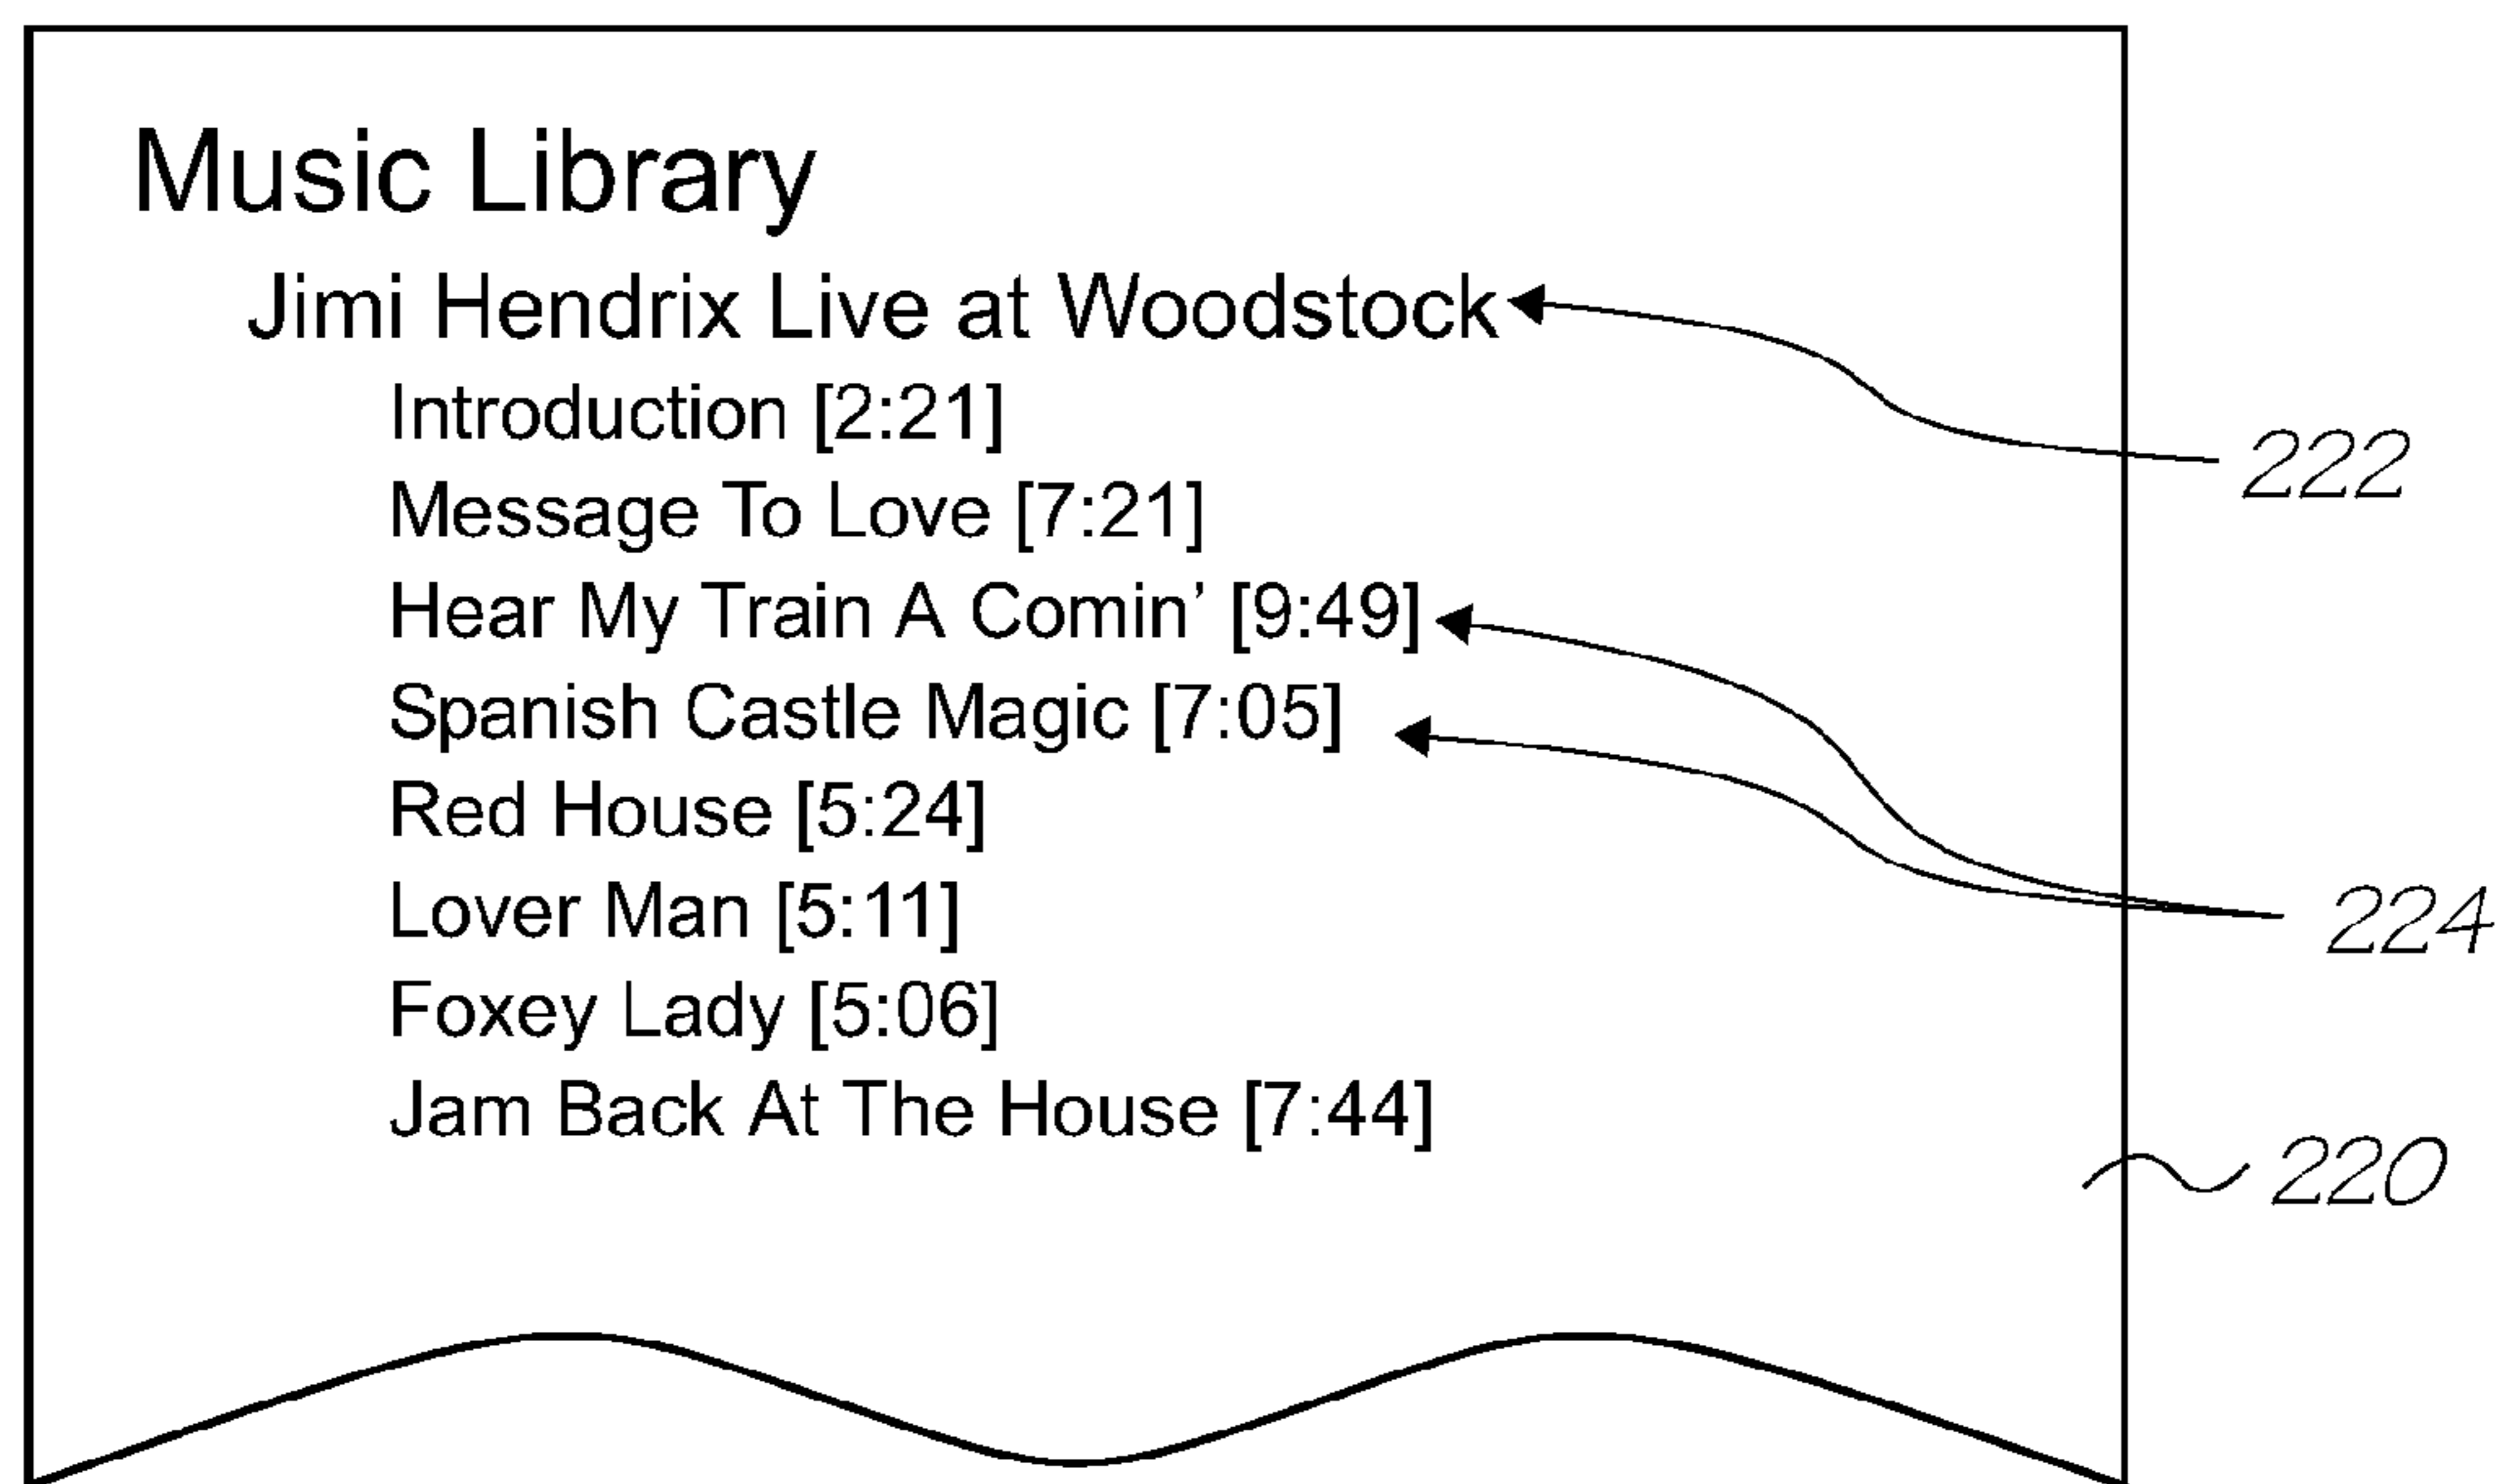 Music Library
Jimi Hendrix Live at Woodstock
Introduction [2:21]
222
Message To Love [7:21]
Hear My Train A Comin’ [9:49]
Spanish Castle Magic [7:05]
Red House [5:24]
Lover Man [5:11]
224
Foxey Lady [5:06]
Jam Back At The House [7:44]
220